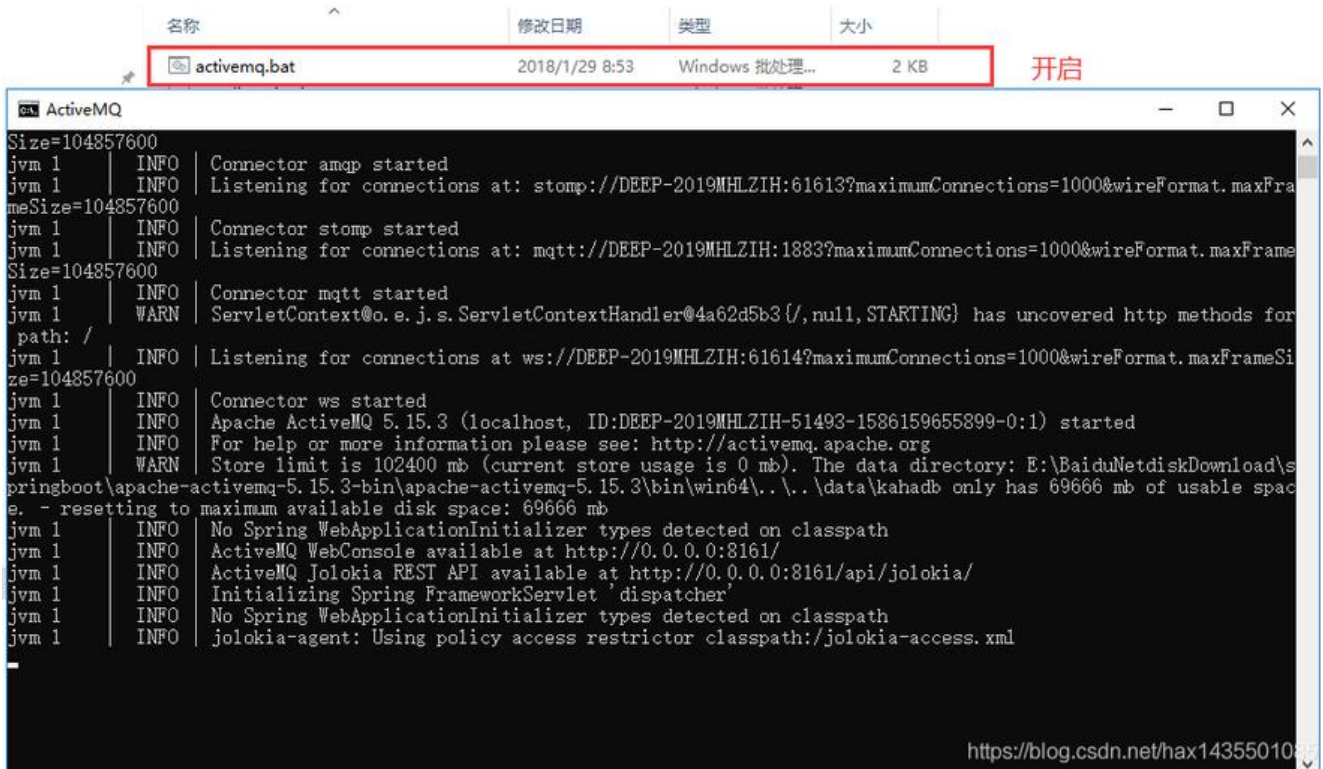 名称 修改日期 类型 大小
activemq.bat 2018/1/29 8:53 Windows 批处理... 2 KB 开启
ActiveMQ
Size=104857600
jvm 1 | INFO | Connector amqp started
jvm 1 | INFO | Listening for connections at: stomp://DEEP-2019MHLZIH:61613?maximumConnections=1000&wireFormat.maxFra
meSize=104857600
jvm 1 | INFO | Connector stomp started
jvm 1 | INFO | Listening for connections at: mqtt://DEEP-2019MHLZIH:1883?maximumConnections=1000&wireFormat.maxFrame
Size=104857600
jvm 1 | INFO | Connector mqtt started
jvm 1 | WARN | ServletContext@o.e.j.s.ServletContextHandler@4a62d5b3{/,null,STARTING} has uncovered http methods for
path: /
jvm 1 | INFO | Listening for connections at ws://DEEP-2019MHLZIH:61614?maximumConnections=1000&wireFormat.maxFrameSi
ze=104857600
jvm 1 | INFO | Connector ws started
jvm 1 | INFO | Apache ActiveMQ 5.15.3 (localhost, ID:DEEP-2019MHLZIH-51493-1586159655899-0:1) started
jvm 1 | INFO | For help or more information please see: http://activemq.apache.org
jvm 1 | WARN | Store limit is 102400 mb (current store usage is 0 mb). The data directory: E:\BaiduNetdiskDownload\s
pringboot\apache-activemq-5.15.3-bin\apache-activemq-5.15.3\bin\win64\..\..\data\kahadb only has 69666 mb of usable spac
e. - resetting to maximum available disk space: 69666 mb
jvm 1 | INFO | No Spring WebApplicationInitializer types detected on classpath
jvm 1 | INFO | ActiveMQ WebConsole available at http://0.0.0.0:8161/
jvm 1 | INFO | ActiveMQ Jolokia REST API available at http://0.0.0.0:8161/api/jolokia/
jvm 1 | INFO | Initializing Spring FrameworkServlet 'dispatcher'
jvm 1 | INFO | No Spring WebApplicationInitializer types detected on classpath
jvm 1 | INFO | jolokia-agent: Using policy access restrictor classpath:/jolokia-access.xml